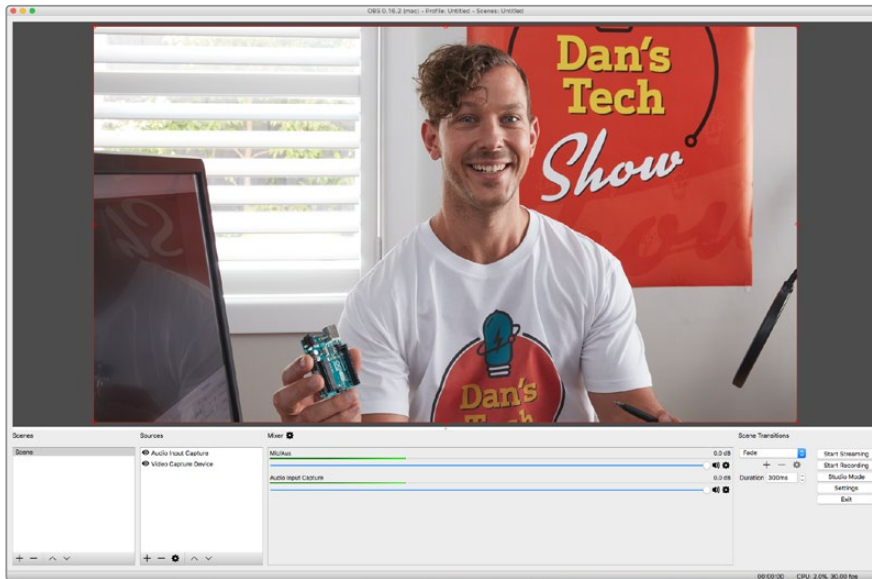 OBS 0.16.2 (mac) - Profile: Untitled - Scenes: Untitled
Dan's
Tech
Show
Dan's
Scenes
Scene
Sources
Audio Input Capture
Video Capture Device
Mixer
Mic/Aux
0.0 dB
Audio Input Capture
0.0 dB
Scene Transitions
Fade
Duration 300ms
Start Streaming
Start Recording
Studio Mode
Settings
Exit
00:00:00 CPU: 2.0%, 30.00 fps